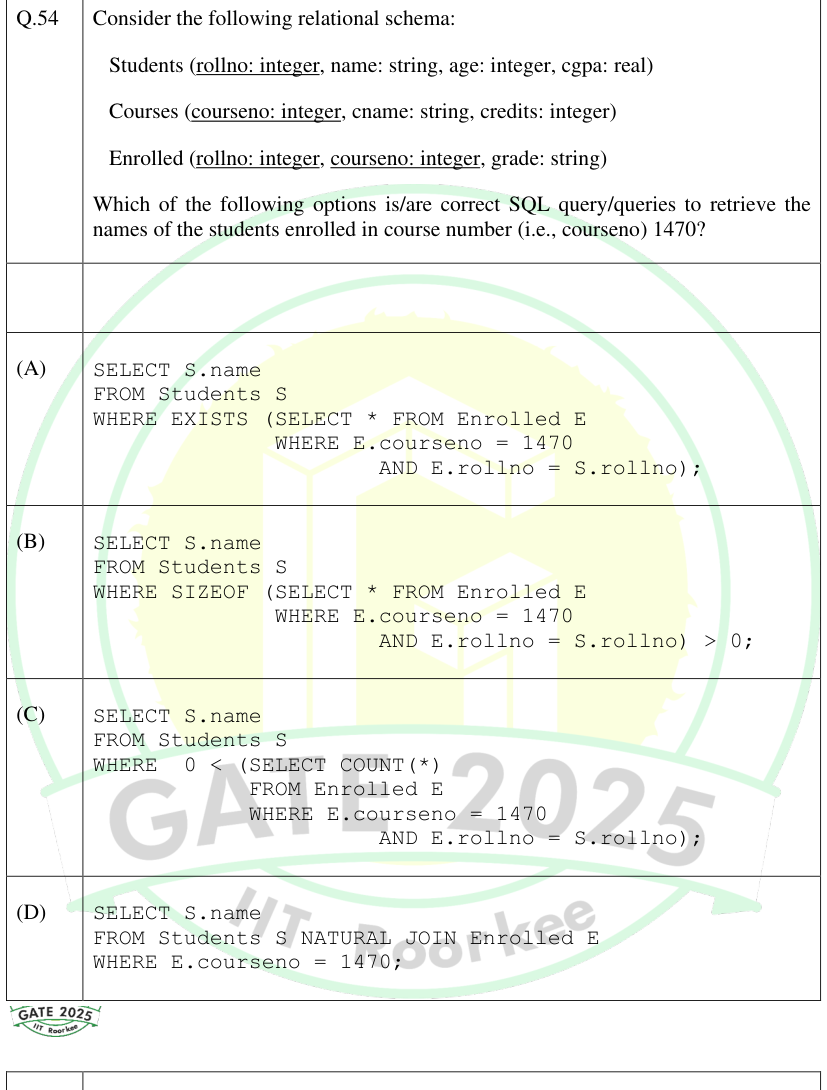 Q.54 Consider the following relational schema:
Students (rollno: integer, name: string, age: integer, cgpa: real)
Courses (courseno: integer, cname: string, credits: integer)
Enrolled (rollno: integer, courseno: integer, grade: string)
Which of the following options is/are correct SQL query/queries to retrieve the
names of the students enrolled in course number (i.e., courseno) 1470?
(A) SELECT S.name
FROM Students S
WHERE EXISTS (SELECT * FROM Enrolled E
WHERE E.courseno = 1470
AND E.rollno = S.rollno);
(B) SELECT S.name
FROM Students S
WHERE SIZEOF (SELECT * FROM Enrolled E
WHERE E.courseno = 1470
AND E.rollno = S.rollno) > 0;
(C) SELECT S.name
FROM Students S
WHERE 0 < (SELECT COUNT(*)
FROM Enrolled E
WHERE E.courseno = 1470
AND E.rollno = S.rollno);
(D) SELECT S.name
FROM Students S NATURAL JOIN Enrolled E
WHERE E.courseno = 1470;
GATE 2025
IIT Roorkee
GATE 2025
IIT Roorkee